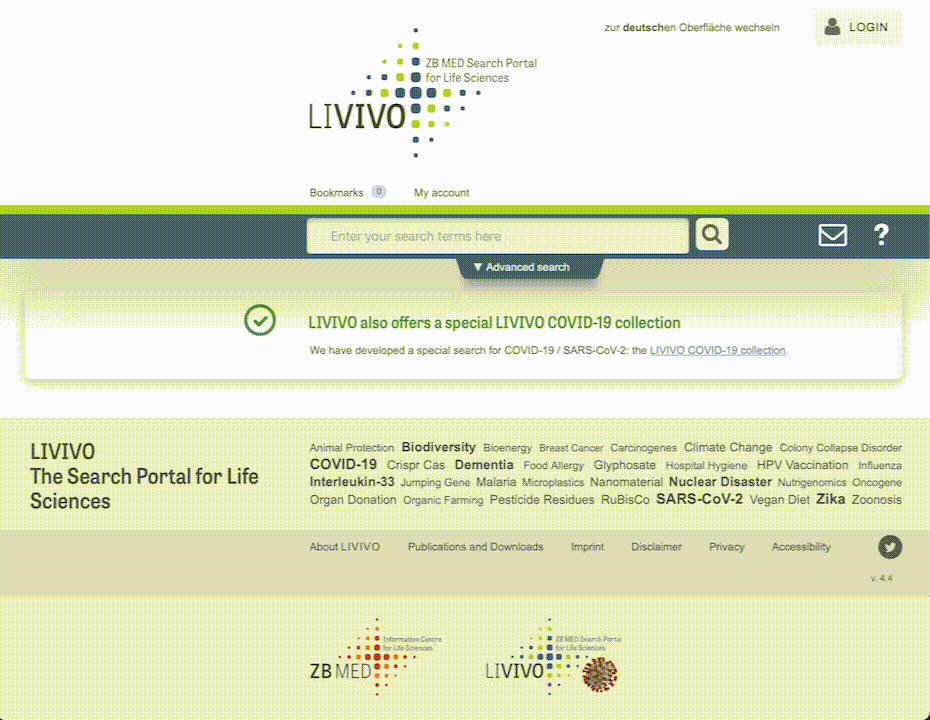 zur deutschen Oberfläche wechseln
LOGIN
ZB MED Search Portal
for Life Sciences
LIVIVO
Bookmarks 0 My account
Enter your search terms here
?
▼ Advanced search
LIVIVO also offers a special LIVIVO COVID-19 collection
We have developed a special search for COVID-19 / SARS-CoV-2: the LIVIVO COVID-19 collection.
LIVIVO
The Search Portal for Life
Sciences
Animal Protection Biodiversity Bioenergy Breast Cancer Carcinogenes Climate Change Colony Collapse Disorder
COVID-19 Crispr Cas Dementia Food Allergy Glyphosate Hospital Hygiene HPV Vaccination Influenza
Interleukin-33 Jumping Gene Malaria Microplastics Nanomaterial Nuclear Disaster Nutrigenomics Oncogene
Organ Donation Organic Farming Pesticide Residues RuBisCo SARS-CoV-2 Vegan Diet Zika Zoonosis
About LIVIVO Publications and Downloads Imprint Disclaimer Privacy Accessibility
v. 4.4
Information Centre
for Life Sciences
ZB MED
ZB MED Search Portal
for Life Sciences
LIVIVO